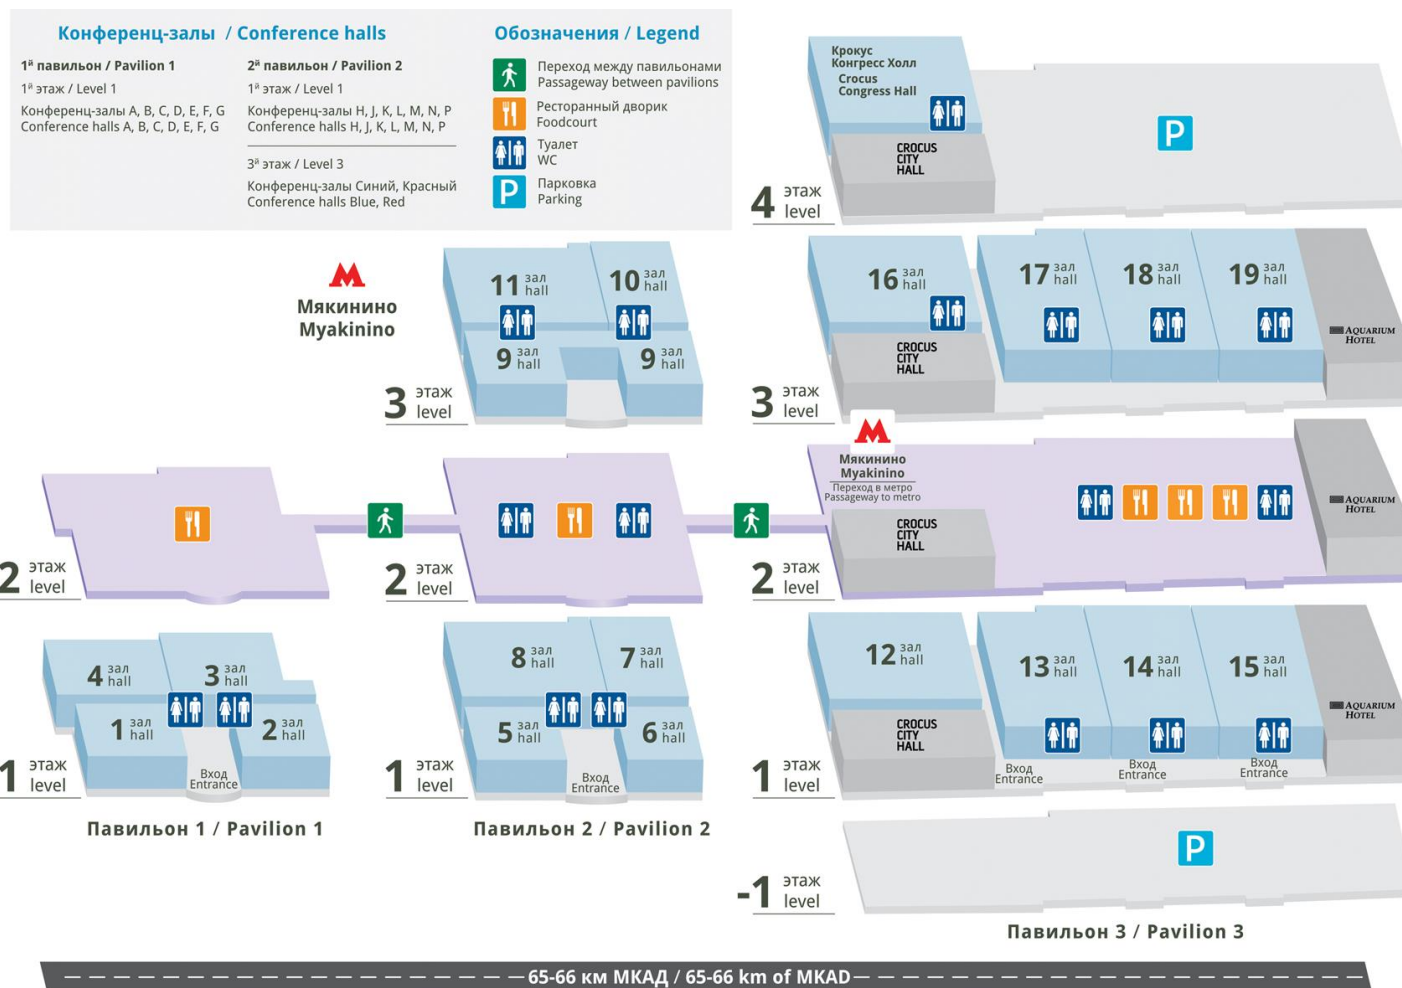 Конференц-залы / Conference halls
1й павильон / Pavilion 1
1й этаж / Level 1
Конференц-залы A, B, C, D, E, F, G
Conference halls A, B, C, D, E, F, G
2й павильон / Pavilion 2
1й этаж / Level 1
Конференц-залы H, J, K, L, M, N, P
Conference halls H, J, K, L, M, N, P
3й этаж / Level 3
Конференц-залы Синий, Красный
Conference halls Blue, Red
Обозначения / Legend
Переход между павильонами
Passageway between pavilions
Ресторанный дворик
Foodcourt
Туалет
WC
P
Парковка
Parking
Крокус
Конгресс Холл
Crocus
Congress Hall
CROCUS
CITY
HALL
P
4 этаж
level
М
Мякинино
Myakinino
11 зал
hall
10 зал
hall
9 зал
hall
9 зал
hall
3 этаж
level
16 зал
hall
17 зал
hall
18 зал
hall
19 зал
hall
CROCUS
CITY
HALL
AQUARIUM
HOTEL
3 этаж
level
2 этаж
level
2 этаж
level
М
Мякинино
Myakinino
Переход в метро
Passageway to metro
CROCUS
CITY
HALL
AQUARIUM
HOTEL
2 этаж
level
4 зал
hall
3 зал
hall
1 зал
hall
2 зал
hall
Вход
Entrance
1 этаж
level
Павильон 1 / Pavilion 1
8 зал
hall
7 зал
hall
5 зал
hall
6 зал
hall
Вход
Entrance
1 этаж
level
Павильон 2 / Pavilion 2
12 зал
hall
13 зал
hall
14 зал
hall
15 зал
hall
CROCUS
CITY
HALL
AQUARIUM
HOTEL
Вход
Entrance
Вход
Entrance
Вход
Entrance
1 этаж
level
P
-1 этаж
level
Павильон 3 / Pavilion 3
65-66 км МКАД / 65-66 km of MKAD